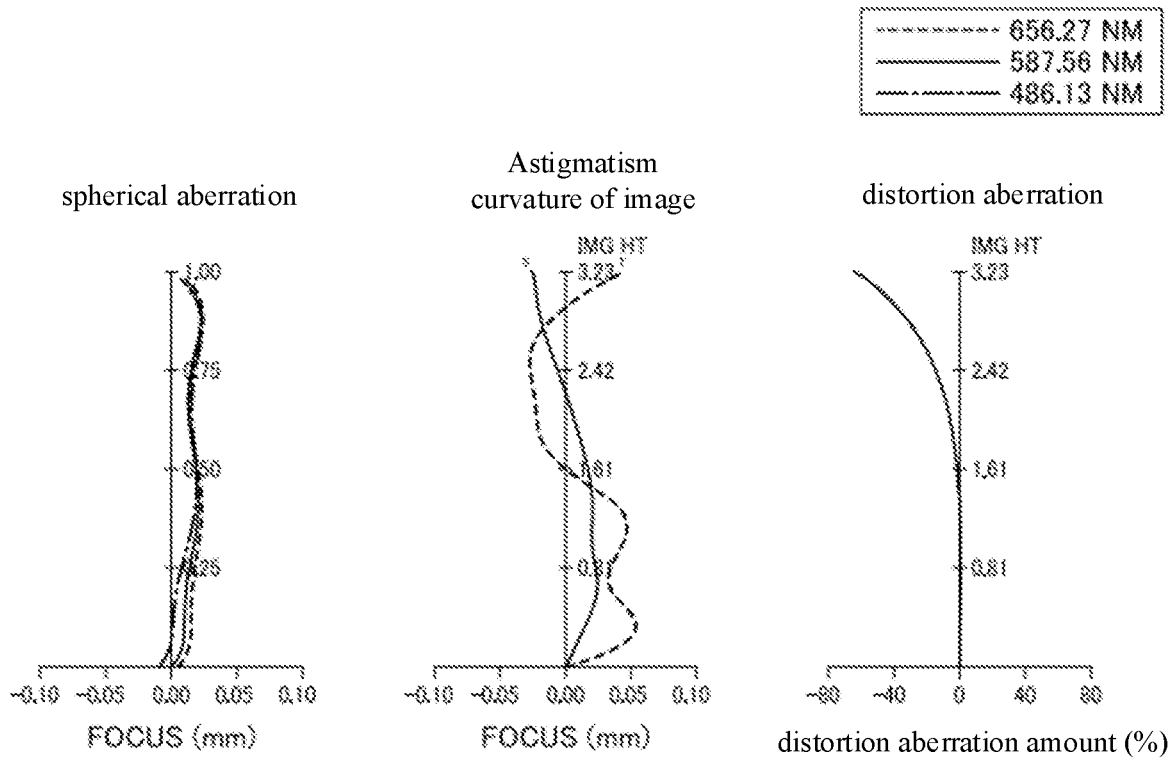 656.27 NM
587.56 NM
486.13 NM
spherical aberration
Astigmatism
curvature of image
distortion aberration
IMG HT
IMG HT
1.00
3.23
3.23
0.75
2.42
2.42
0.50
1.61
1.61
0.25
0.81
0.81
-0.10 -0.05 0.00 0.05 0.10
-0.10 -0.05 0.00 0.05 0.10
-80 -40 0 40 80
FOCUS (mm)
FOCUS (mm)
distortion aberration amount (%)